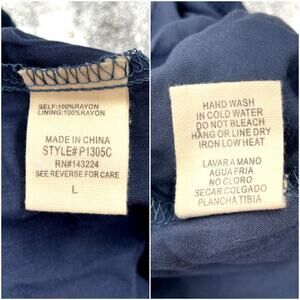 SELF:100%RAYON
LINING:100%RAYON
MADE IN CHINA
STYLE# P1305C
RN#143224
SEE REVERSE FOR CARE
L
HAND WASH
IN COLD WATER
DO NOT BLEACH
HANG OR LINE DRY
IRON LOW HEAT
LAVAR A MANO
AGUA FRIA
NO CLORO
SECAR COLGADO
PLANCHA TIBIA